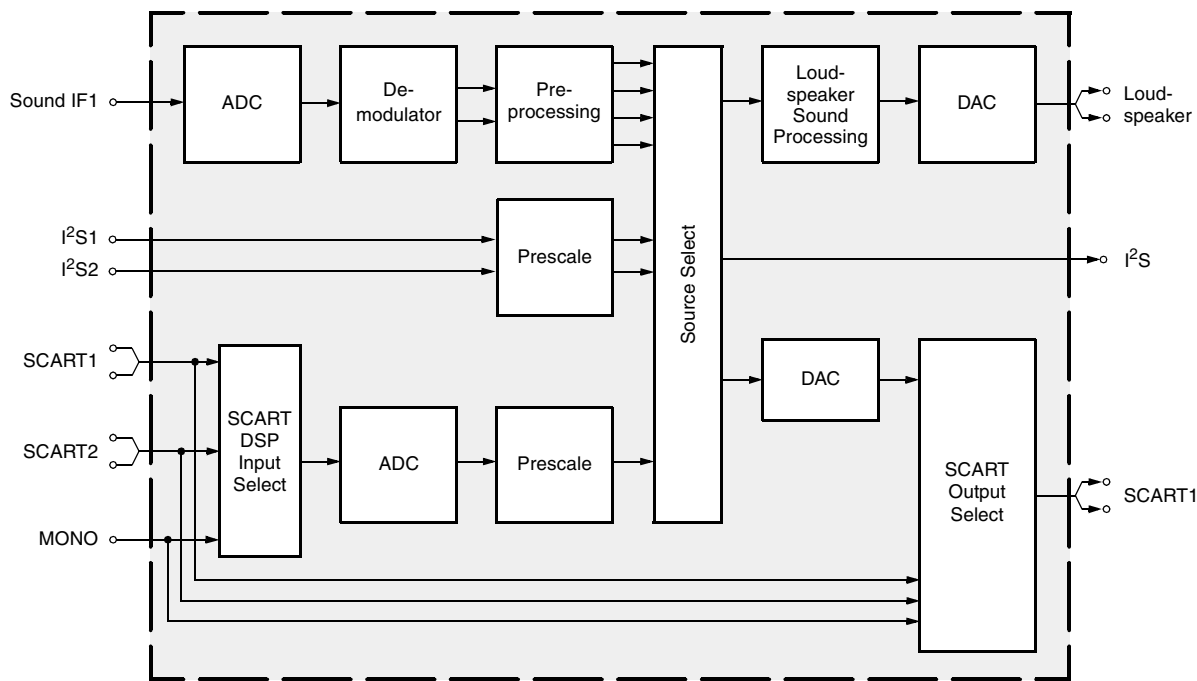 Sound IF1
ADC
De-
modulator
Pre-
processing
Loud-
speaker
Sound
Processing
DAC
Loud-
speaker
I²S1
I²S2
Prescale
Source Select
I²S
SCART1
SCART2
MONO
SCART
DSP
Input
Select
ADC
Prescale
DAC
SCART
Output
Select
SCART1